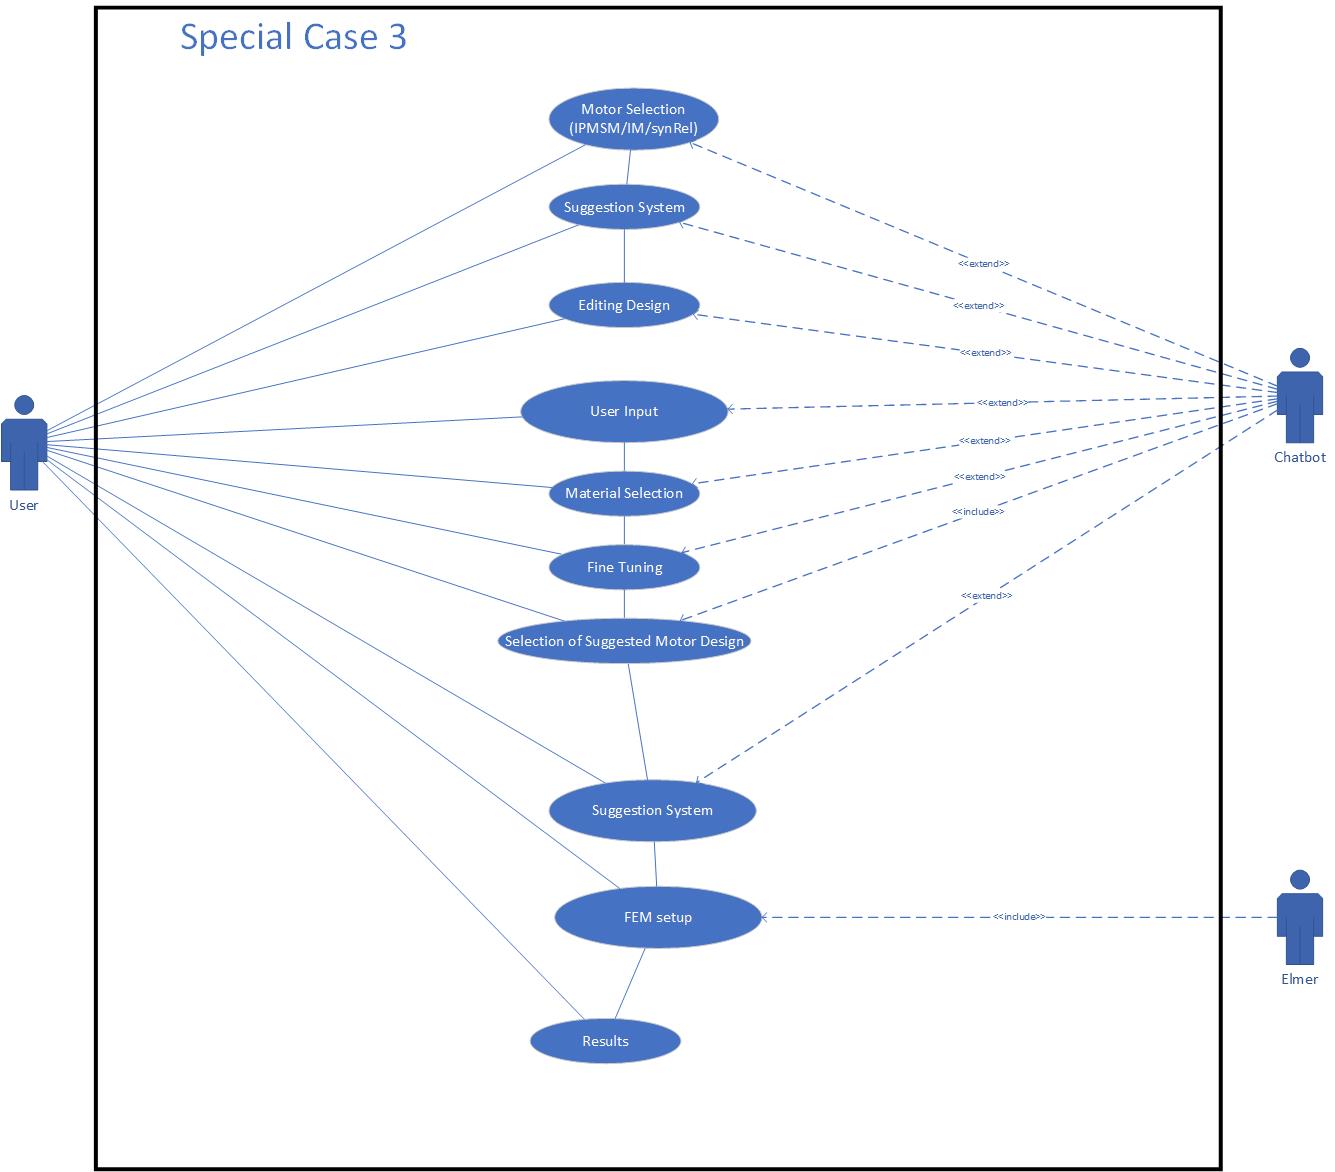 Special Case 3
Motor Selection
(IPMSM/IM/synRel)
Suggestion System
<<extend>>
<<extend>>
Editing Design
<<extend>>
<<extend>>
User Input
<<extend>>
Chatbot
<<extend>>
Material Selection
User
<<include>>
Fine Tuning
<<extend>>
Selection of Suggested Motor Design
Suggestion System
FEM setup
<<include>>
Elmer
Results